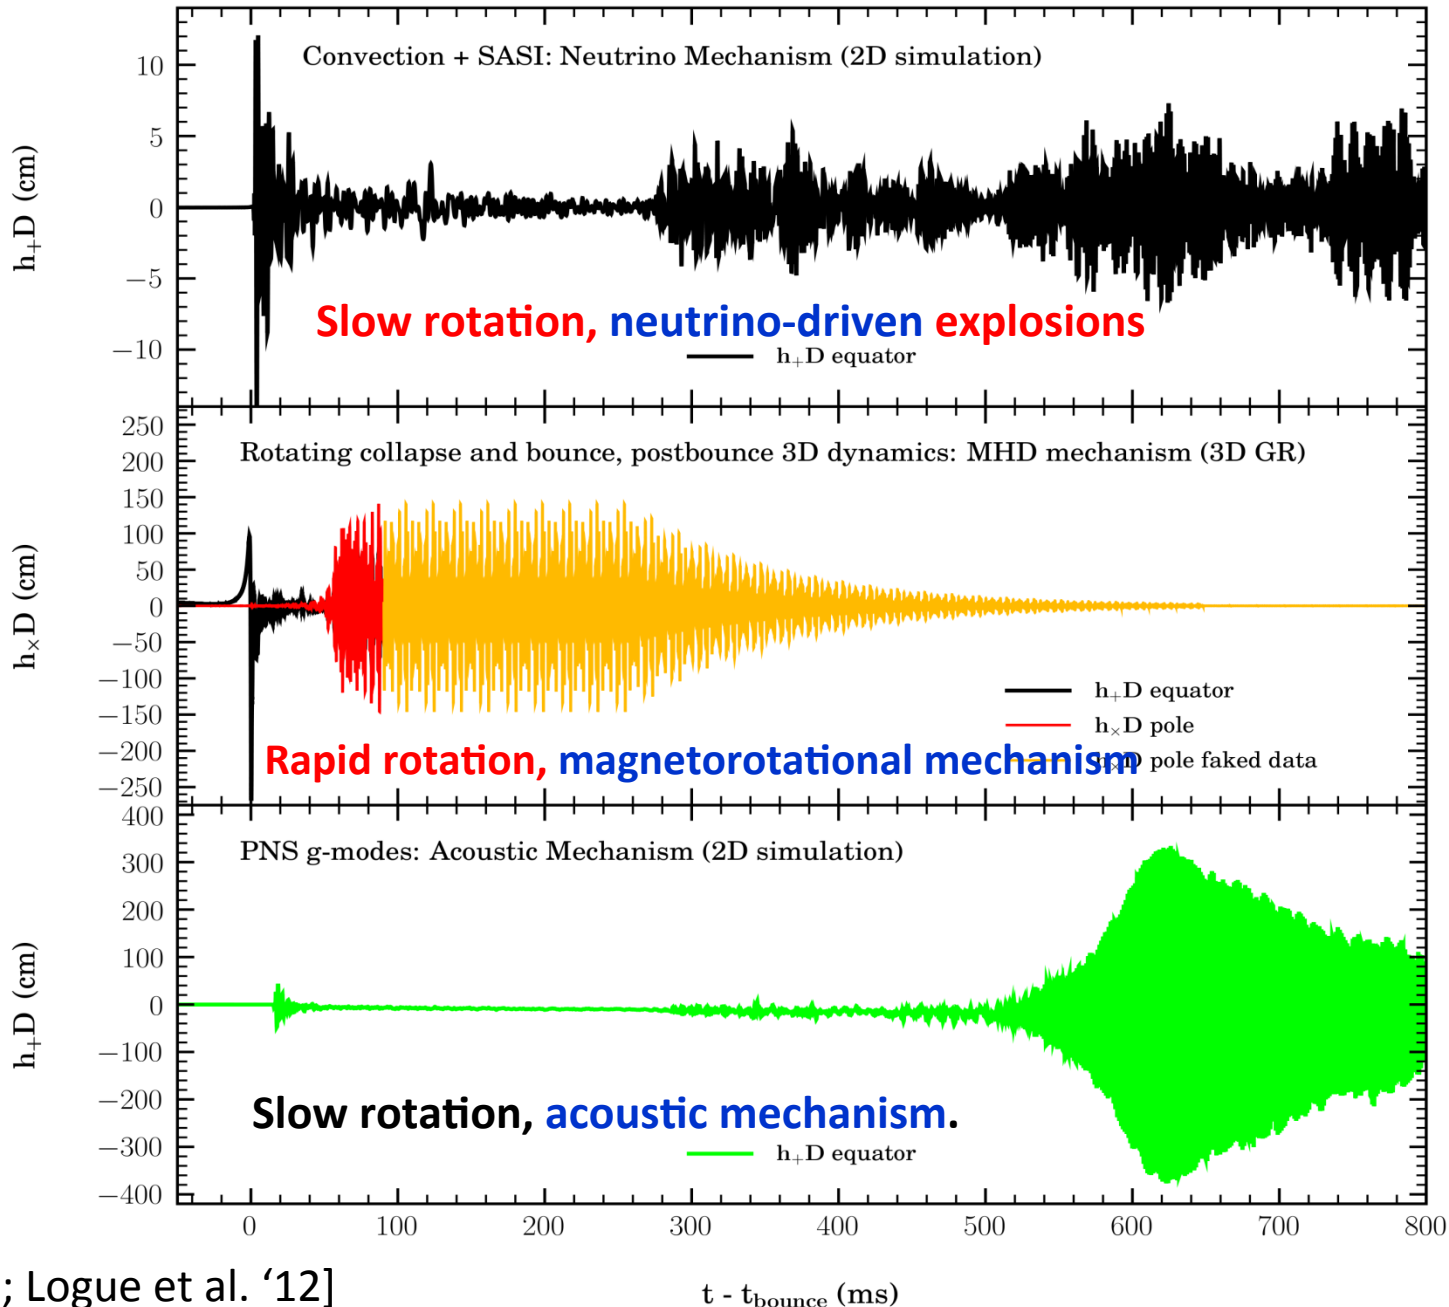 Convection + SASI: Neutrino Mechanism (2D simulation)
10
5
0
−5
−10
h₊D (cm)
Slow rotation, neutrino-driven explosions
h₊D equator
Rotating collapse and bounce, postbounce 3D dynamics: MHD mechanism (3D GR)
250
200
150
100
50
0
−50
−100
−150
−200
−250
h×D (cm)
h₊D equator
h×D pole
h×D pole faked data
Rapid rotation, magnetorotational mechanism
PNS g-modes: Acoustic Mechanism (2D simulation)
400
300
200
100
0
−100
−200
−300
−400
h₊D (cm)
Slow rotation, acoustic mechanism.
h₊D equator
0 100 200 300 400 500 600 700 800
; Logue et al. ‘12]
t - t_bounce (ms)